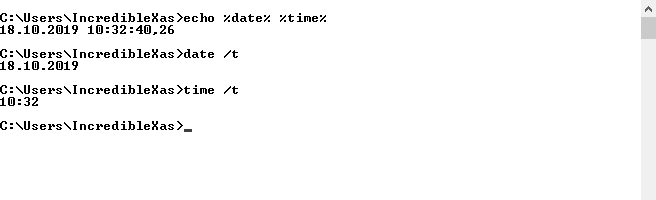 C:\Users\IncredibleXas>echo %date% %time%
18.10.2019 10:32:40,26
C:\Users\IncredibleXas>date /t
18.10.2019
C:\Users\IncredibleXas>time /t
10:32
C:\Users\IncredibleXas>_